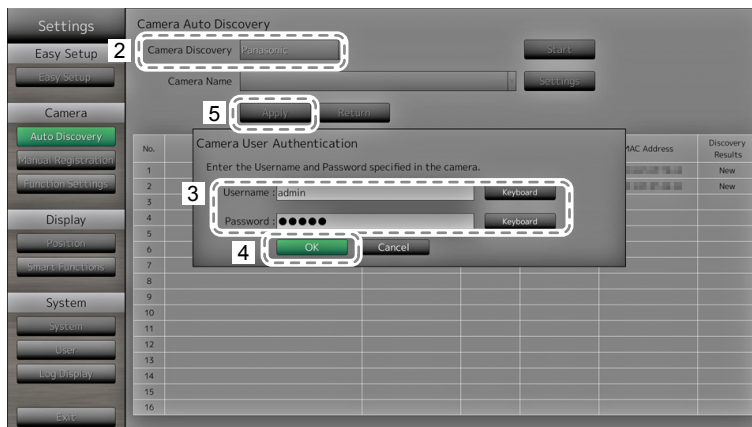 Settings
Easy Setup
Easy Setup
Camera
Auto Discovery
Manual Registration
Function Settings
Display
Position
Smart Functions
System
System
User
Log Display
Exit
Camera Auto Discovery
2
Camera Discovery Panasonic Start
Camera Name Settings
5
Apply Return
No. MAC Address Discovery Results
Camera User Authentication
Enter the Username and Password specified in the camera.
3
Username : admin Keyboard
Password : ●●●●● Keyboard
4
OK Cancel
1 New
2 New
3
4
5
6
7
8
9
10
11
12
13
14
15
16